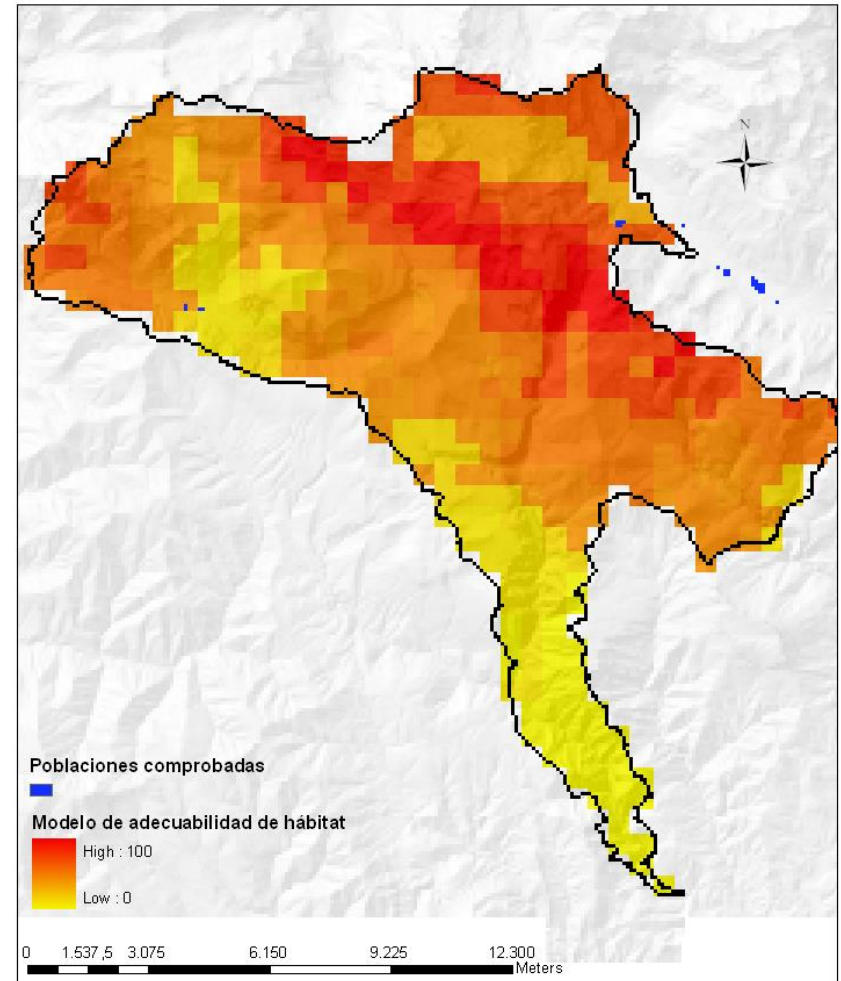 N
Poblaciones comprobadas
Modelo de adecuabilidad de hábitat
High : 100
Low : 0
0 1.537,5 3.075 6.150 9.225 12.300
Meters